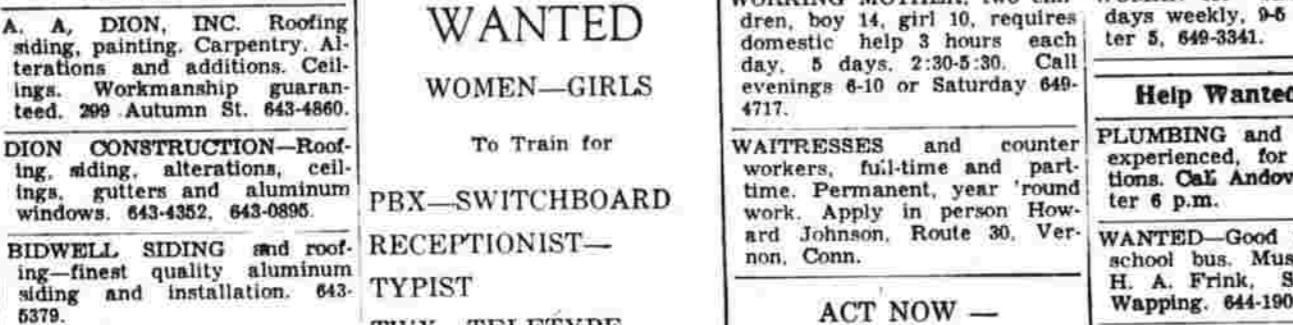 A. A, DION, INC. Roofing
siding, painting. Carpentry. Al-
terations and additions. Ceil-
ings. Workmanship guaran-
teed. 299 Autumn St. 643-4860.
DION CONSTRUCTION—Roof-
ing, siding, alterations, ceil-
ings, gutters and aluminum
windows. 643-4352, 643-0895.
BIDWELL SIDING and roof-
ing—finest quality aluminum
siding and installation. 643-
5379.
WANTED
WOMEN—GIRLS
To Train for
PBX—SWITCHBOARD
RECEPTIONIST—
TYPIST
TWX—TELETYPE
WORKING MOTHER, two chil-
dren, boy 14, girl 10, requires
domestic help 3 hours each
day, 5 days. 2:30-5:30. Call
evenings 6-10 or Saturday 649-
4717.
WAITRESSES and counter
workers, full-time and part-
time. Permanent, year 'round
work. Apply in person How-
ard Johnson, Route 30, Ver-
non, Conn.
ACT NOW —
days weekly, 9-5
ter 5, 649-3341.
Help Wanted
PLUMBING and
experienced, for
tions. Call Andov
ter 6 p.m.
WANTED—Good
school bus. Mus
H. A. Frink, S
Wapping. 644-190